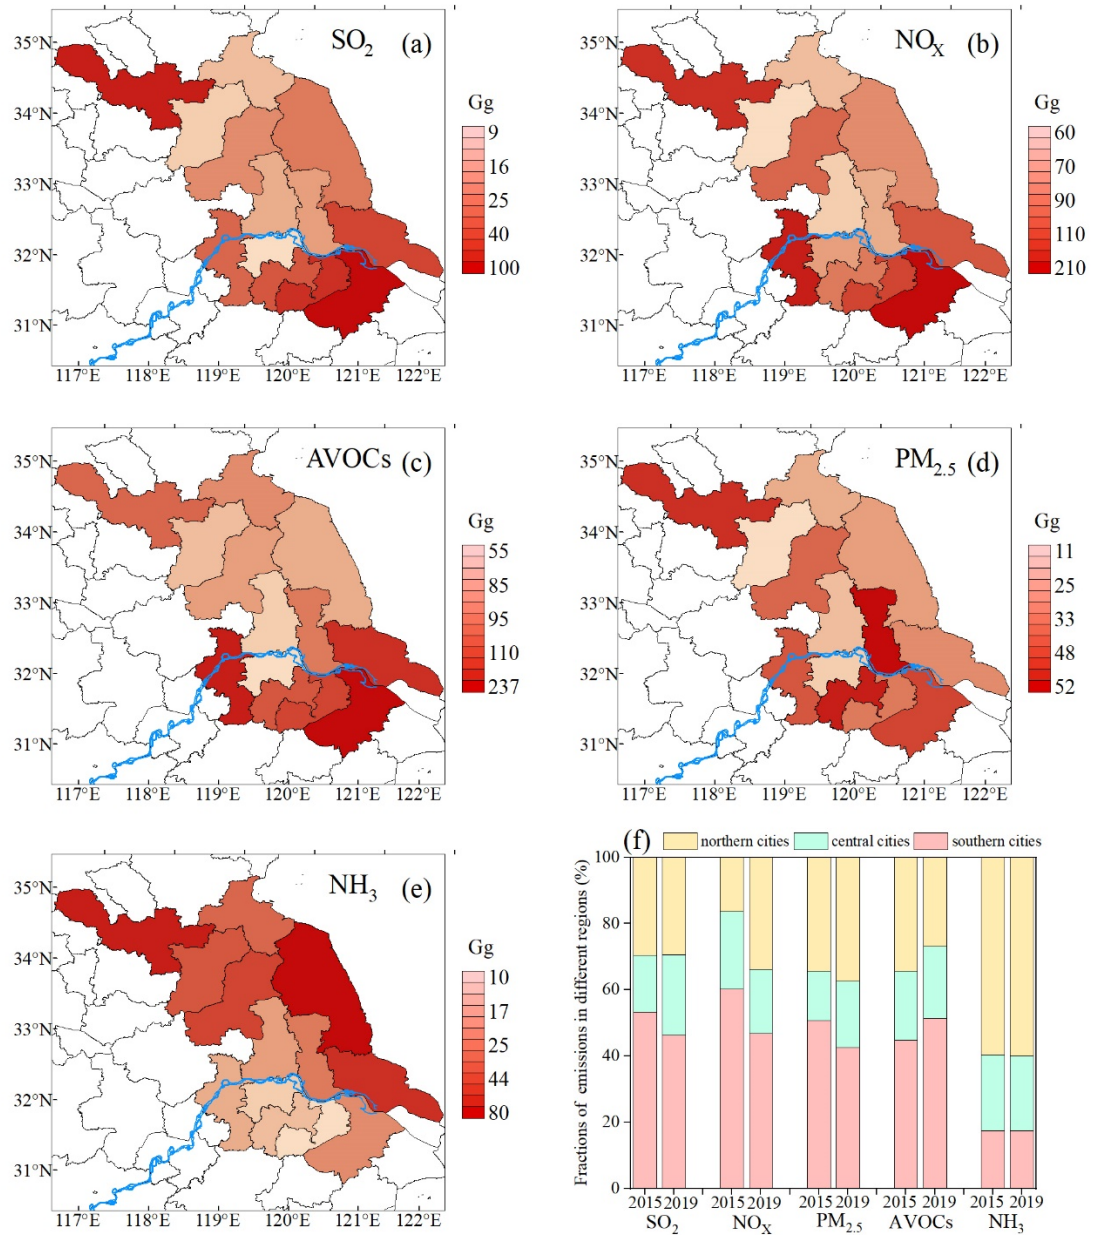 SO2 (a)
35°N
34°N
33°N
32°N
31°N
117°E 118°E 119°E 120°E 121°E 122°E
Gg
9
16
25
40
100
NOX (b)
35°N
34°N
33°N
32°N
31°N
117°E 118°E 119°E 120°E 121°E 122°E
Gg
60
70
90
110
210
AVOCs (c)
35°N
34°N
33°N
32°N
31°N
117°E 118°E 119°E 120°E 121°E 122°E
Gg
55
85
95
110
237
PM2.5 (d)
35°N
34°N
33°N
32°N
31°N
117°E 118°E 119°E 120°E 121°E 122°E
Gg
11
25
33
48
52
NH3 (e)
35°N
34°N
33°N
32°N
31°N
117°E 118°E 119°E 120°E 121°E 122°E
Gg
10
17
25
44
80
(f) northern cities central cities southern cities
Fractions of emissions in different regions (%)
100
80
60
40
20
0
2015 2019 2015 2019 2015 2019 2015 2019 2015 2019
SO2 NOX PM2.5 AVOCs NH3